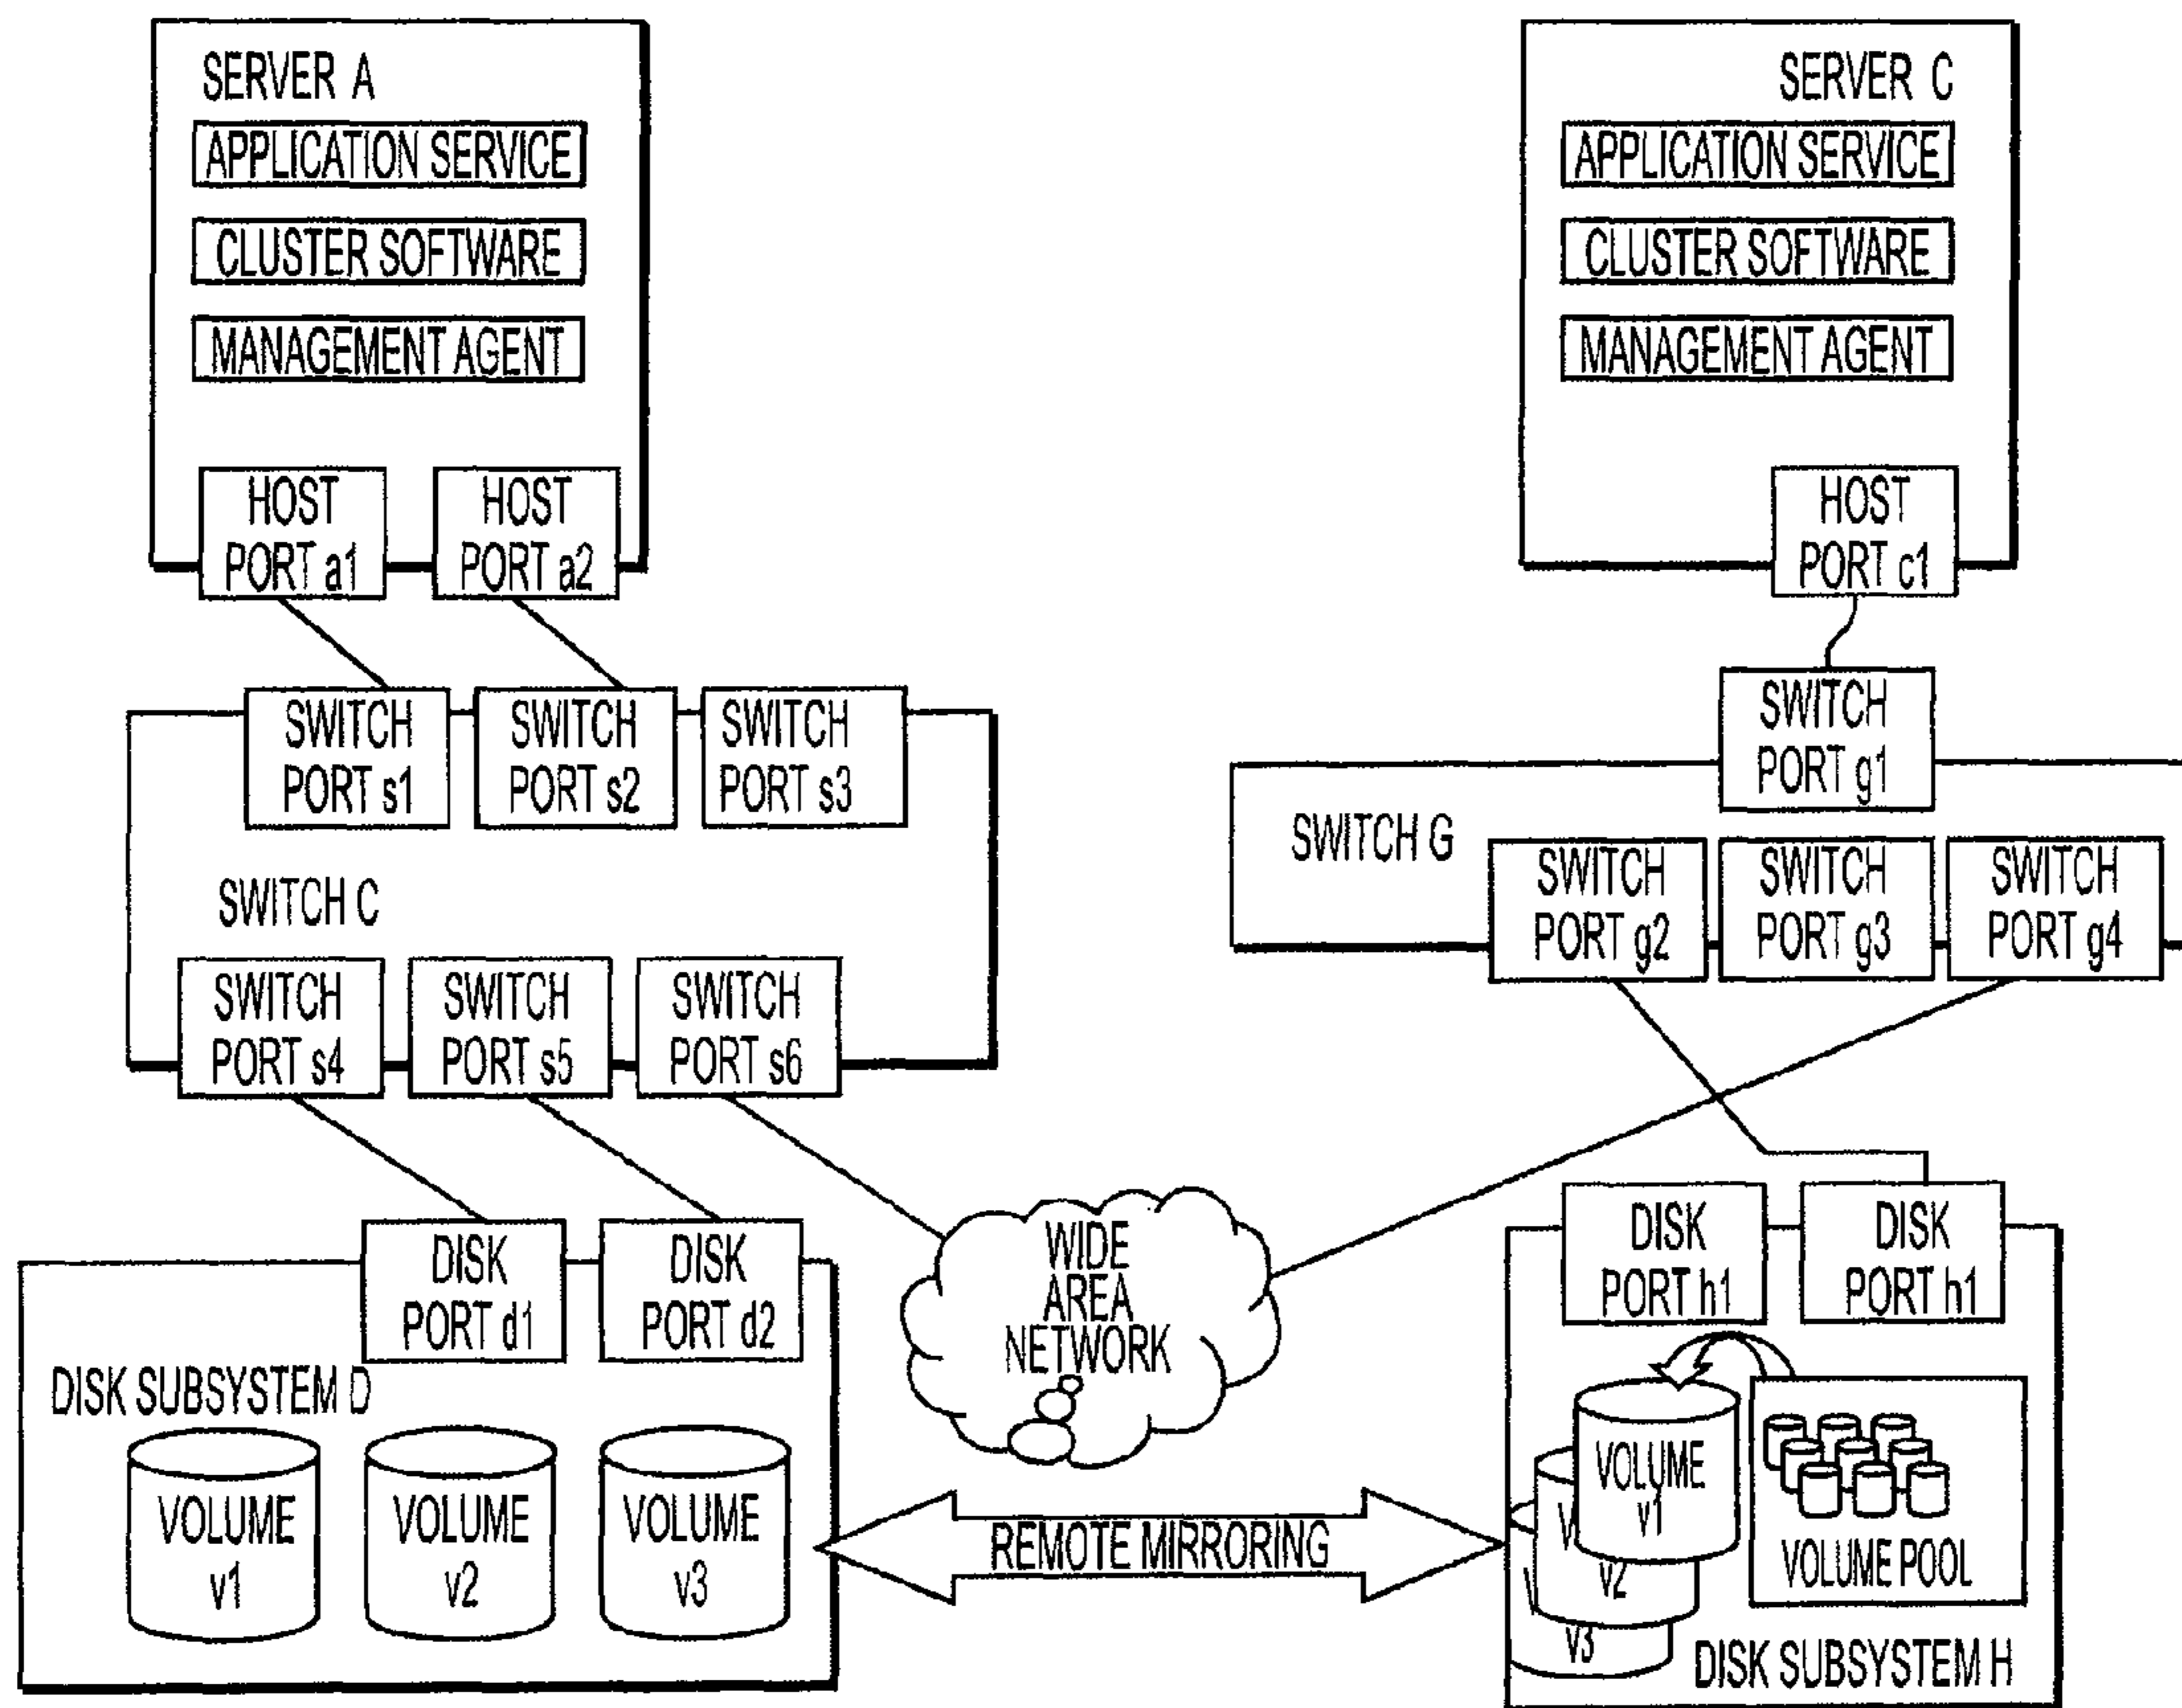 SERVER A
APPLICATION SERVICE
CLUSTER SOFTWARE
MANAGEMENT AGENT
HOST
PORT a1
HOST
PORT a2
SERVER C
APPLICATION SERVICE
CLUSTER SOFTWARE
MANAGEMENT AGENT
HOST
PORT c1
SWITCH
PORT s1
SWITCH
PORT s2
SWITCH
PORT s3
SWITCH C
SWITCH
PORT s4
SWITCH
PORT s5
SWITCH
PORT s6
SWITCH
PORT g1
SWITCH G
SWITCH
PORT g2
SWITCH
PORT g3
SWITCH
PORT g4
WIDE
AREA
NETWORK
DISK
PORT d1
DISK
PORT d2
DISK SUBSYSTEM D
VOLUME
v1
VOLUME
v2
VOLUME
v3
REMOTE MIRRORING
DISK
PORT h1
DISK
PORT h1
VOLUME
v1
v2
v3
VOLUME POOL
DISK SUBSYSTEM H